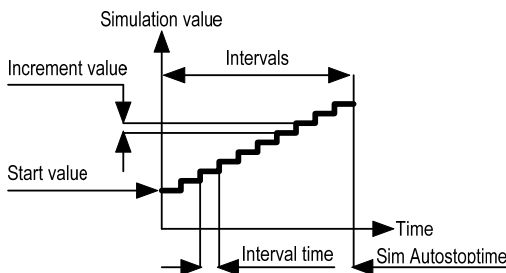 Simulation value
Intervals
Increment value
Start value
Time
Interval time
Sim Autostoptime